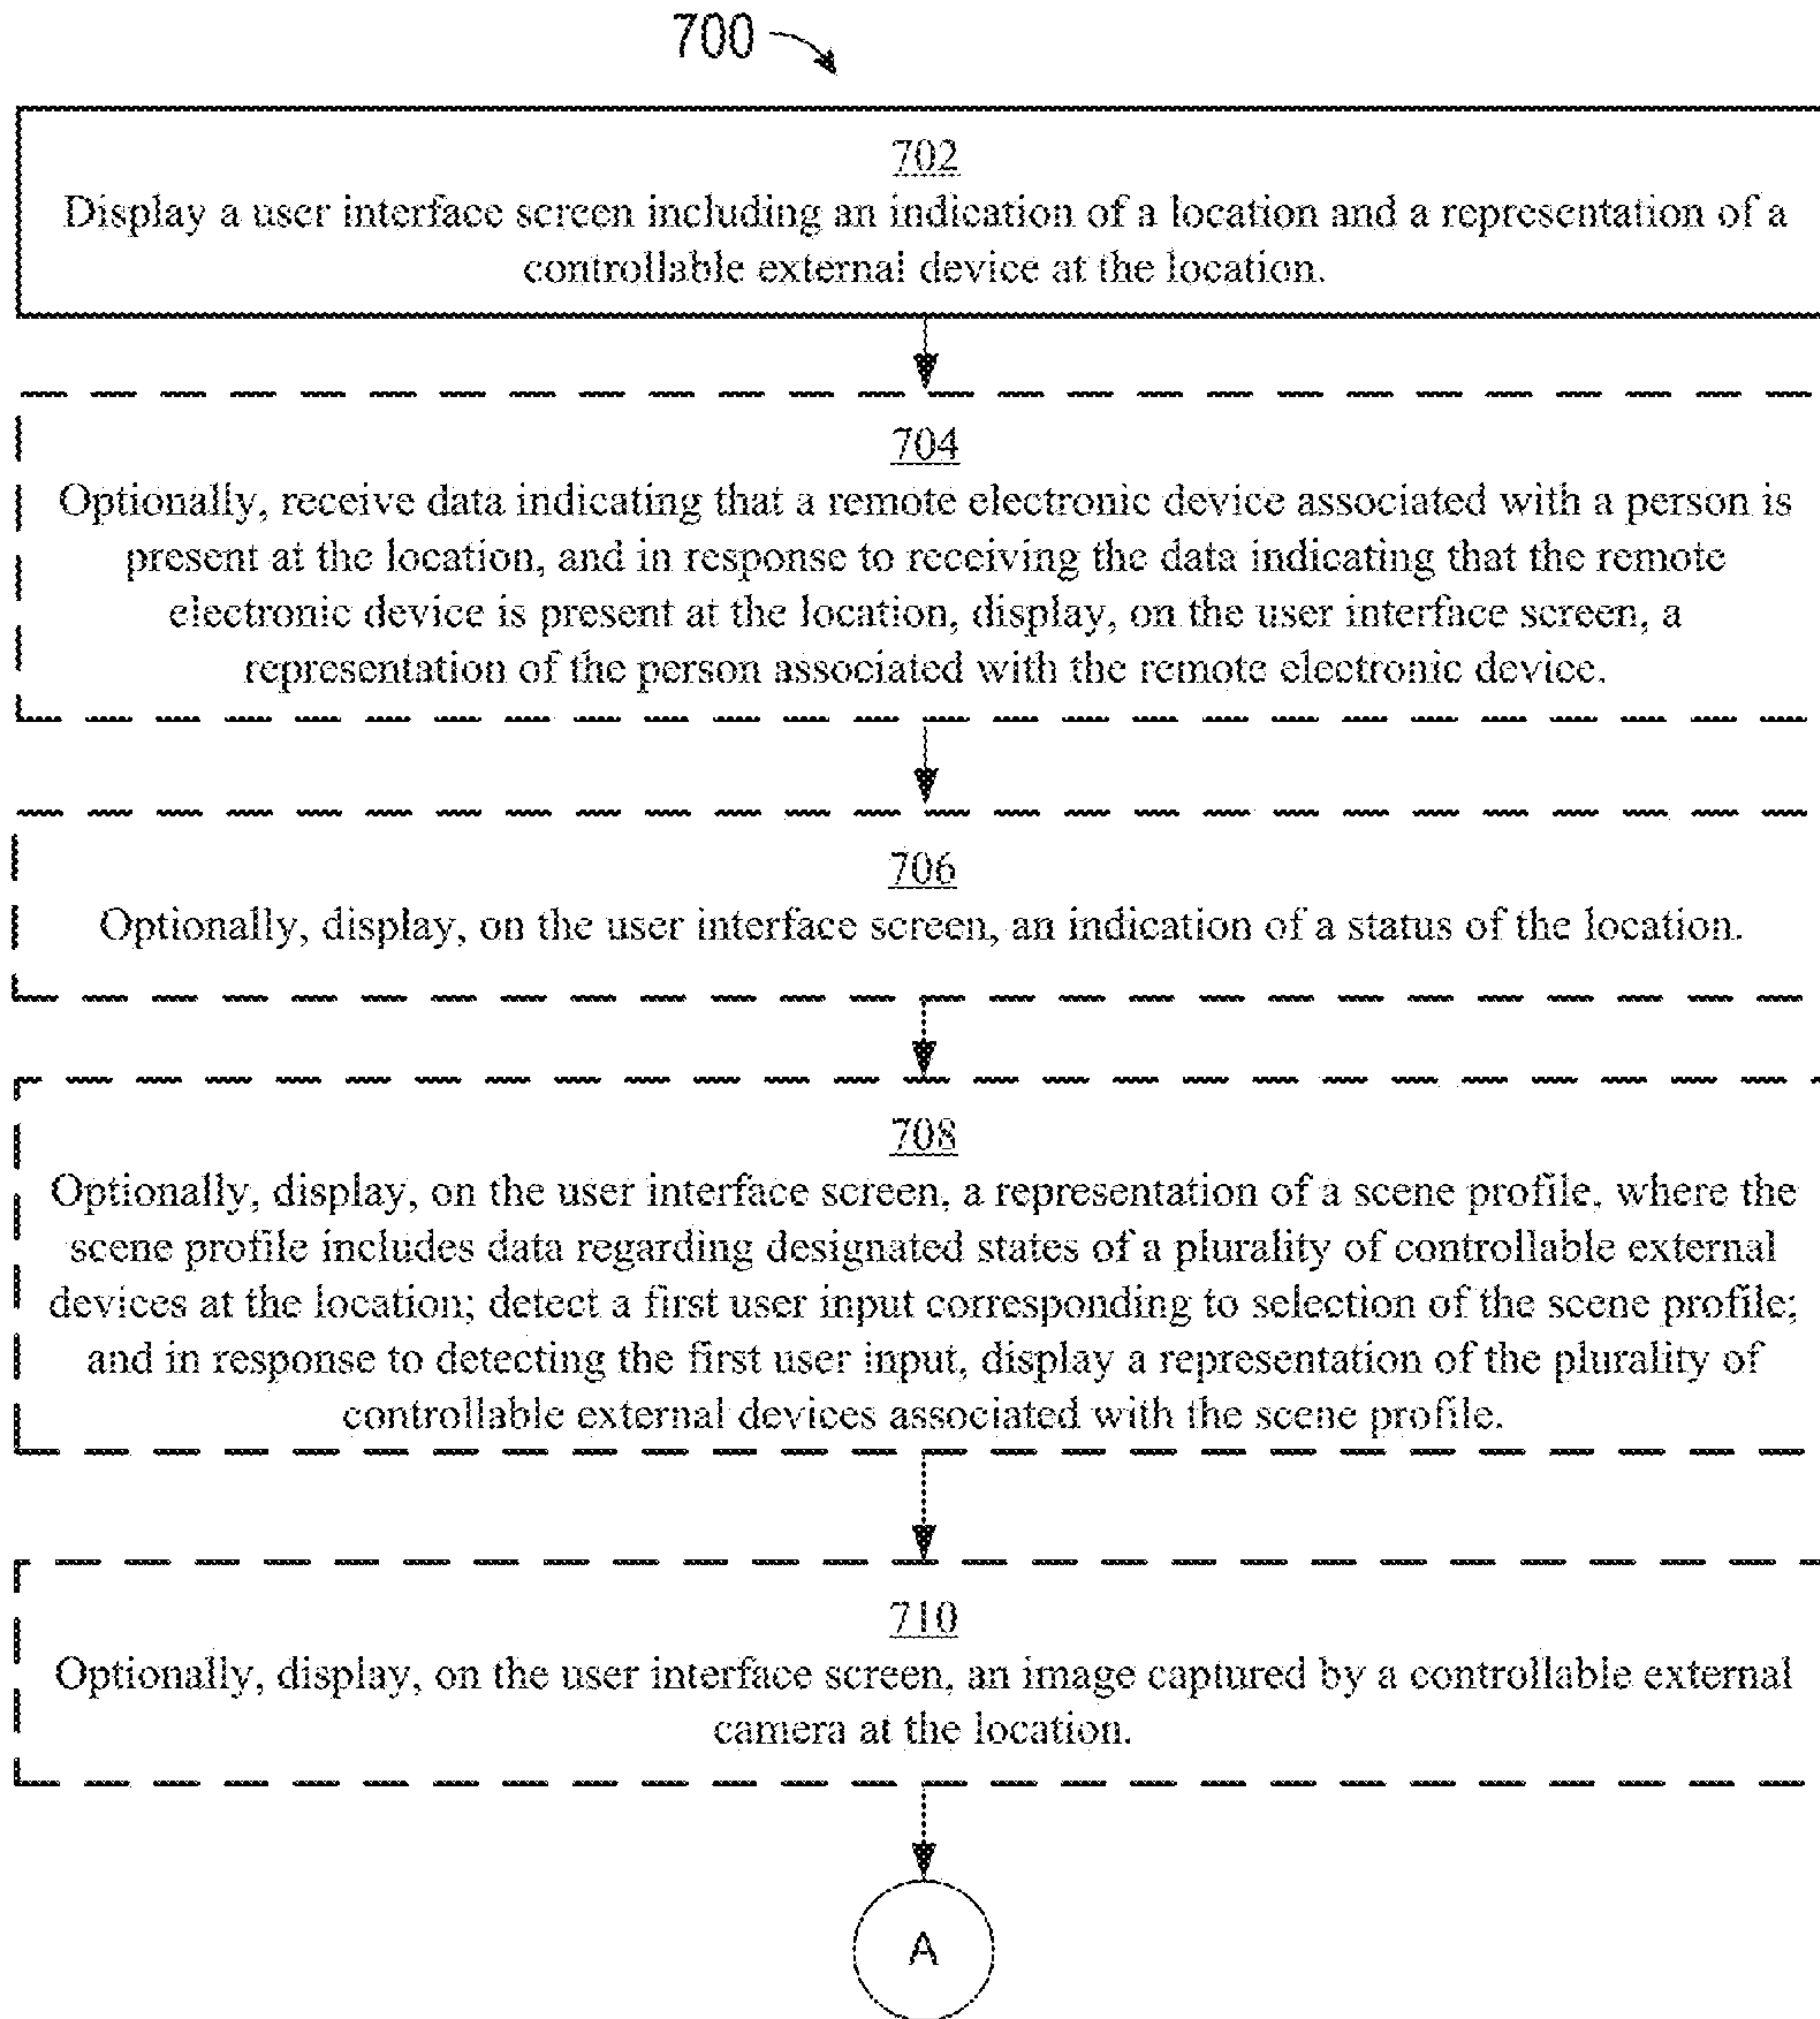 700
702
Display a user interface screen including an indication of a location and a representation of a
controllable external device at the location.
704
Optionally, receive data indicating that a remote electronic device associated with a person is
present at the location, and in response to receiving the data indicating that the remote
electronic device is present at the location, display, on the user interface screen, a
representation of the person associated with the remote electronic device.
706
Optionally, display, on the user interface screen, an indication of a status of the location.
708
Optionally, display, on the user interface screen, a representation of a scene profile, where the
scene profile includes data regarding designated states of a plurality of controllable external
devices at the location; detect a first user input corresponding to selection of the scene profile;
and in response to detecting the first user input, display a representation of the plurality of
controllable external devices associated with the scene profile.
710
Optionally, display, on the user interface screen, an image captured by a controllable external
camera at the location.
A